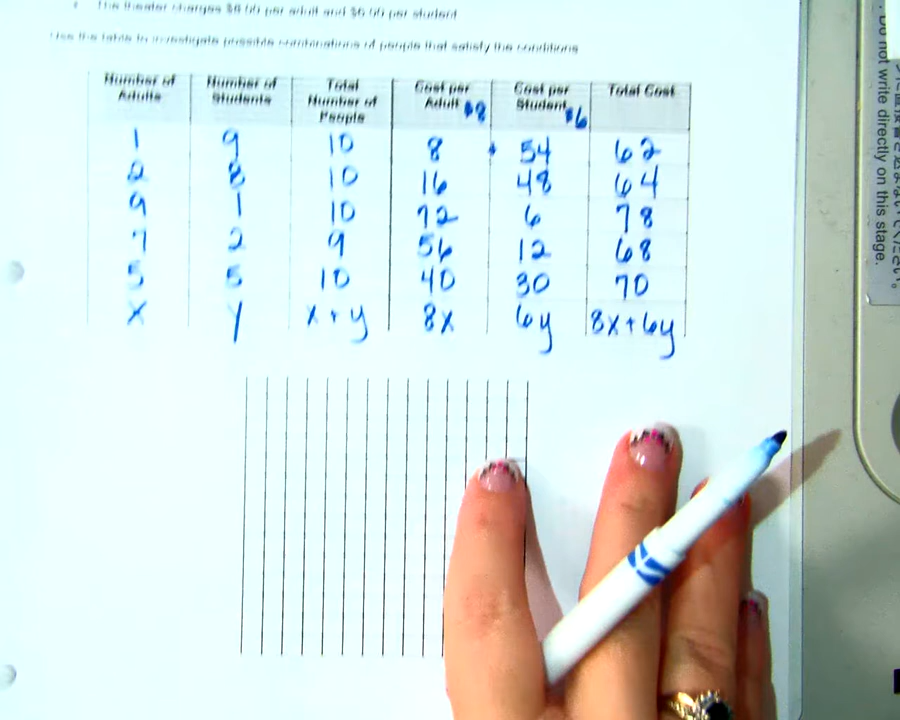 The theater charges $8.00 per adult and $6.00 per student
Use the table to investigate possible combinations of people that satisfy the conditions
Number of Adults Number of Students Total Number of People Cost per Adult $8 Cost per Student $6 Total Cost
1 9 10 8 + 54 62
2 8 10 16 48 64
9 1 10 72 6 78
7 2 9 56 12 68
5 5 10 40 30 70
x y x + y 8x 6y 8x + 6y
Do not write directly on this stage.